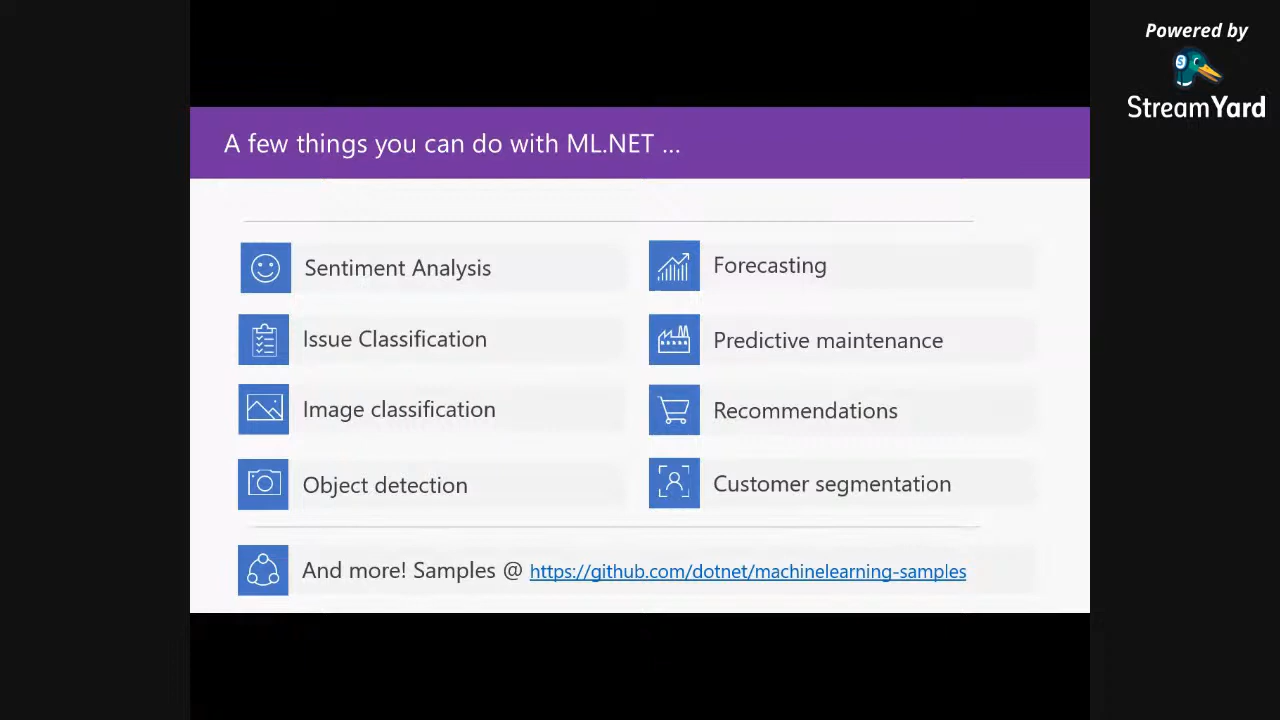 Powered by
StreamYard
A few things you can do with ML.NET ...
Sentiment Analysis
Forecasting
Issue Classification
Predictive maintenance
Image classification
Recommendations
Object detection
Customer segmentation
And more! Samples @ https://github.com/dotnet/machinelearning-samples